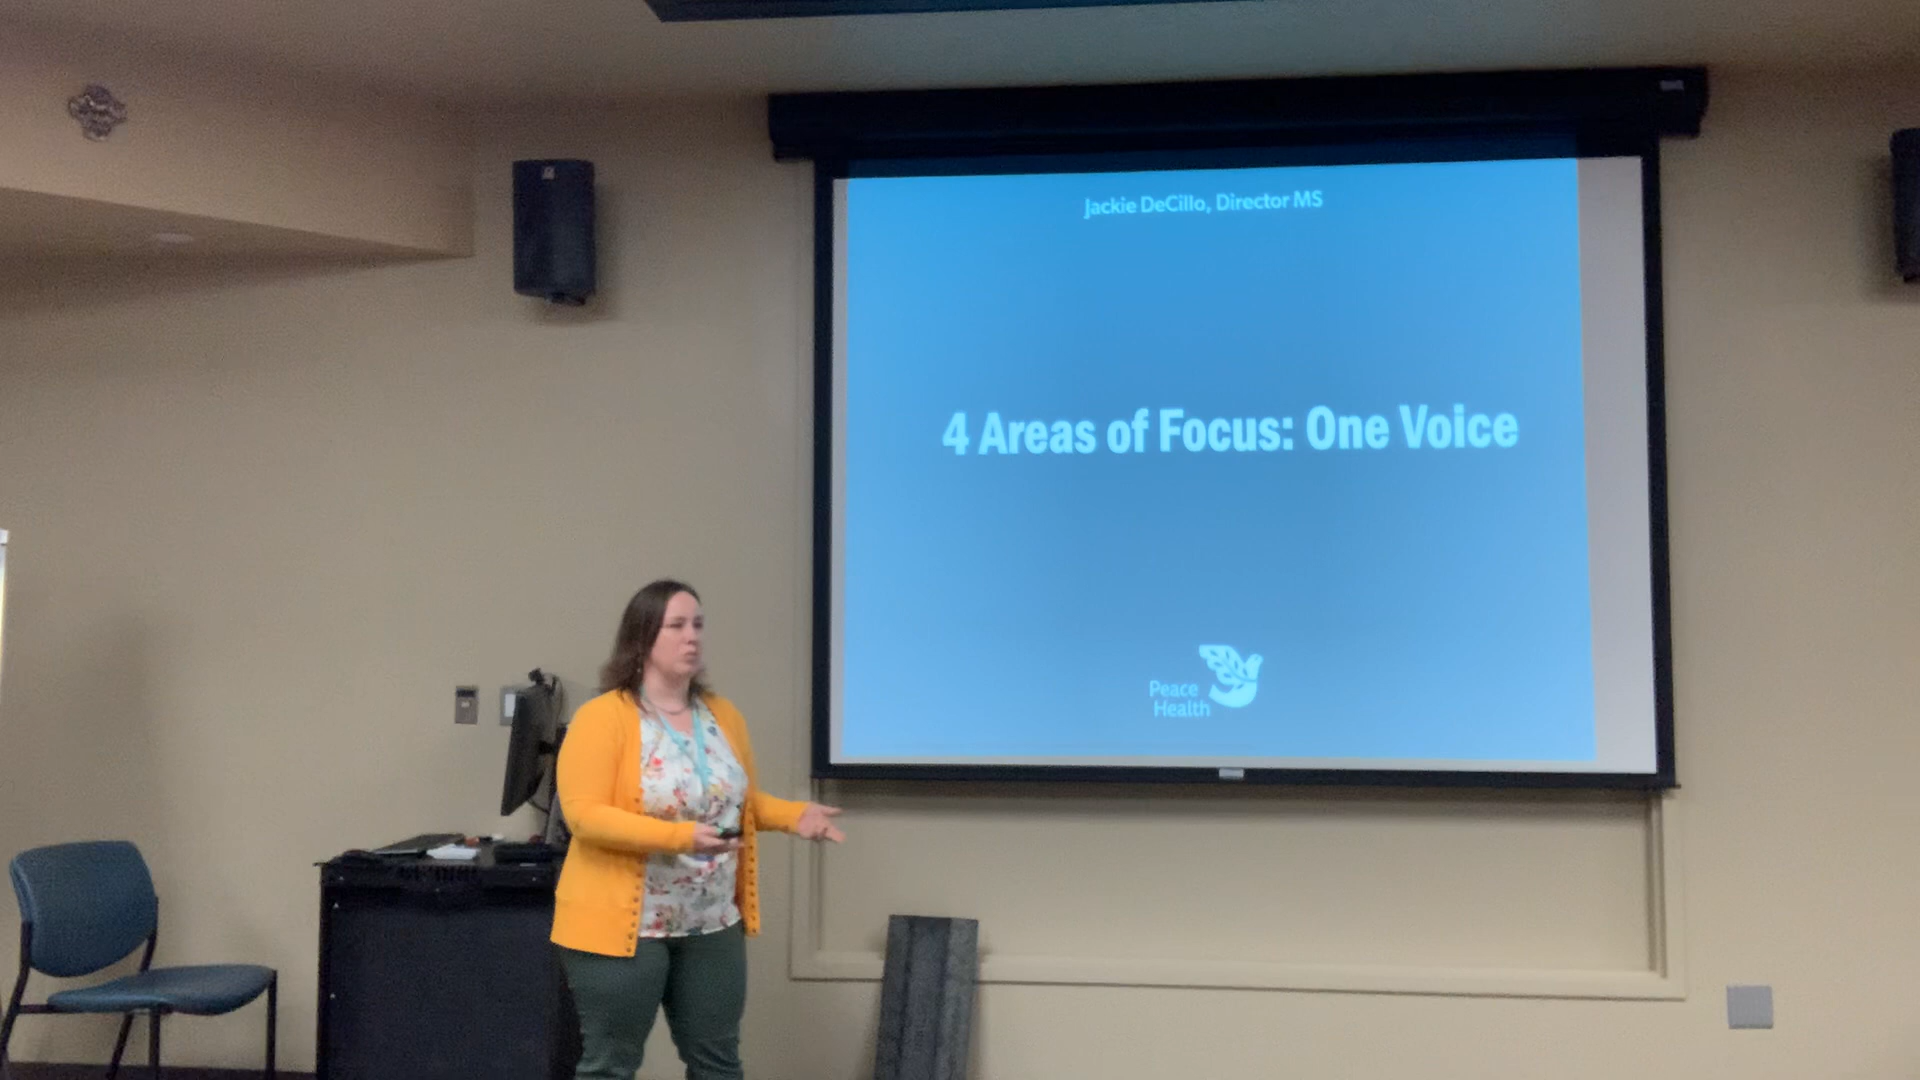 Jackie DeCillo, Director MS
4 Areas of Focus: One Voice
Peace
Health